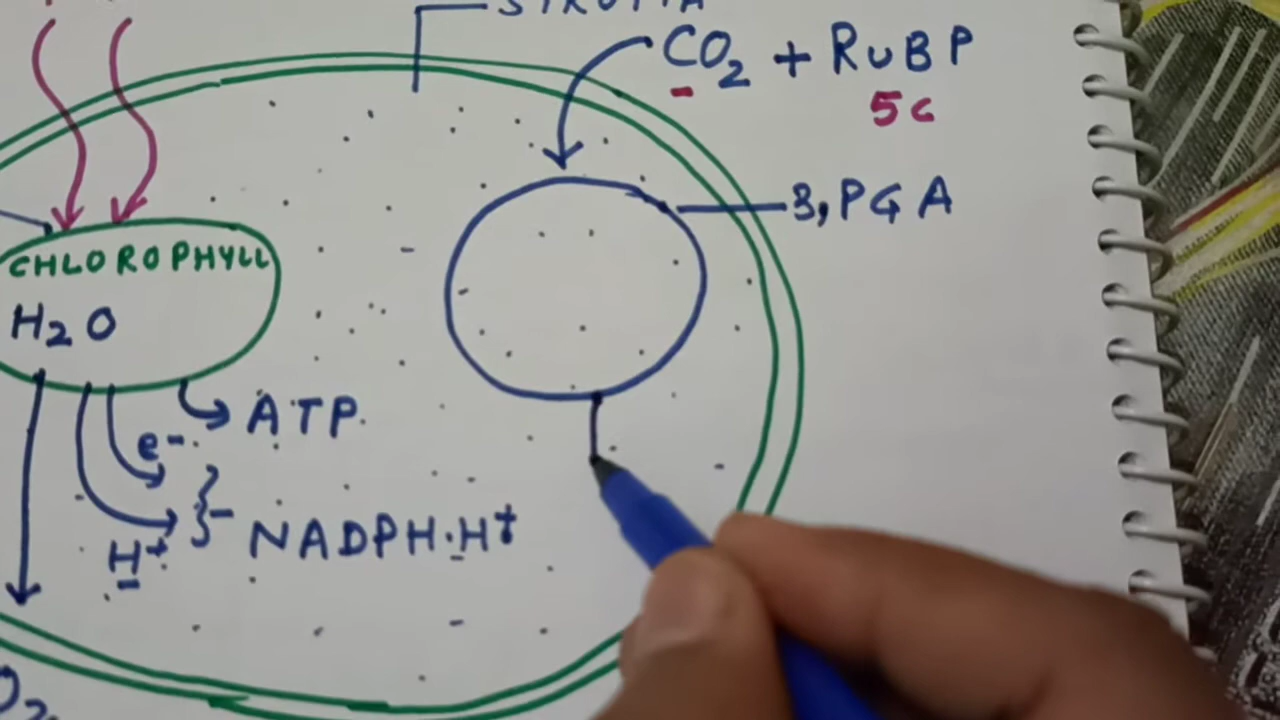 CO2 + RuBP
5c
3,PGA
CHLOROPHYLL
H2O
ATP
e-
}- NADPH.H+
H+